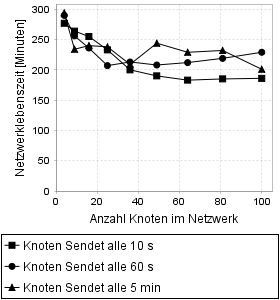 300
250
200
150
100
50
0
Netzwerklebenszeit [Minuten]
0 20 40 60 80 100
Anzahl Knoten im Netzwerk
Knoten Sendet alle 10 s
Knoten Sendet alle 60 s
Knoten Sendet alle 5 min